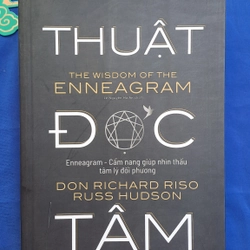 THUẬT
THE WISDOM OF THE
ENNEAGRAM
ĐỌC
Enneagram - Cẩm nang giúp nhìn thấu
tâm lý đối phương
DON RICHARD RISO
RUSS HUDSON
TÂM